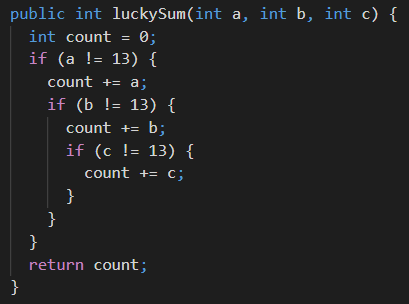 public int luckySum(int a, int b, int c) {
  int count = 0;
  if (a != 13) {
    count += a;
    if (b != 13) {
      count += b;
      if (c != 13) {
        count += c;
      }
    }
  }
  return count;
}